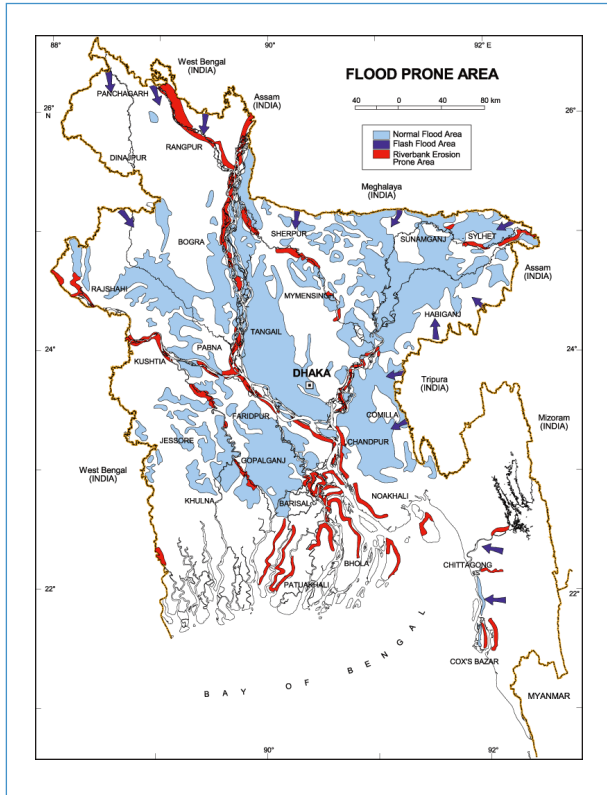 88°
90°
92 E
West Bengal
(INDIA)
Assam
(INDIA)
FLOOD PRONE AREA
40 0 40 80 km
26°
N
26°
PANCHAGARH
DINAJPUR
RANGPUR
Normal Flood Area
Flash Flood Area
Riverbank Erosion
Prone Area
Meghalaya
(INDIA)
SHERPUR
SUNAMGANJ
SYLHET
BOGRA
Assam
(INDIA)
RAJSHAHI
MYMENSINGH
HABIGANJ
TANGAIL
24°
24°
PABNA
KUSHTIA
DHAKA
Tripura
(INDIA)
Mizoram
(INDIA)
FARIDPUR
COMILLA
JESSORE
CHANDPUR
GOPALGANJ
West Bengal
(INDIA)
KHULNA
BARISAL
NOAKHALI
CHITTAGONG
BHOLA
PATUAKHALI
22°
22°
COX'S BAZAR
BAY OF BENGAL
MYANMAR
90°
92°